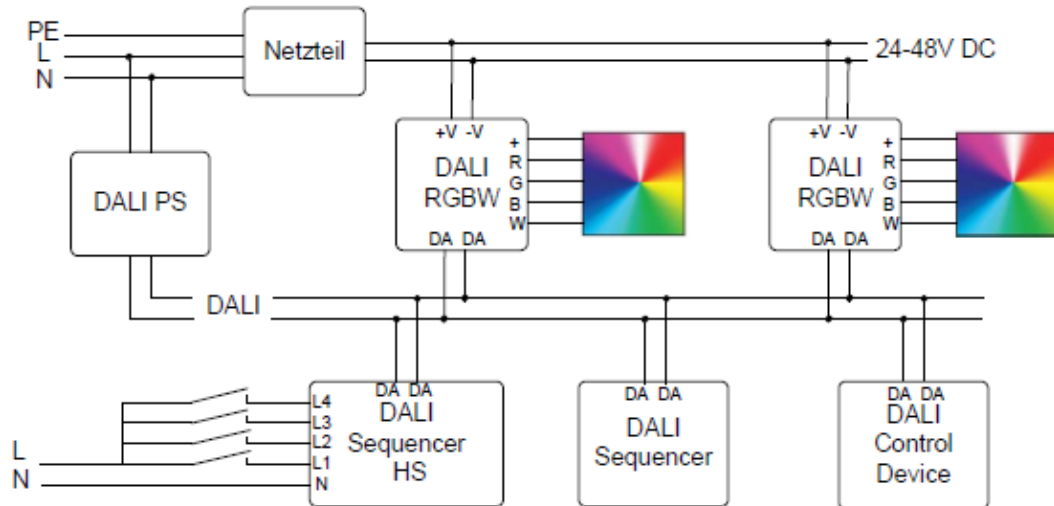 PE
L
N
Netzteil
24-48V DC
+V -V
DALI
RGBW
+
R
G
B
W
DA DA
+V -V
DALI
RGBW
+
R
G
B
W
DA DA
DALI PS
DALI
DA DA
DALI
Sequencer
HS
L4
L3
L2
L1
N
L
N
DA DA
DALI
Sequencer
DA DA
DALI
Control
Device